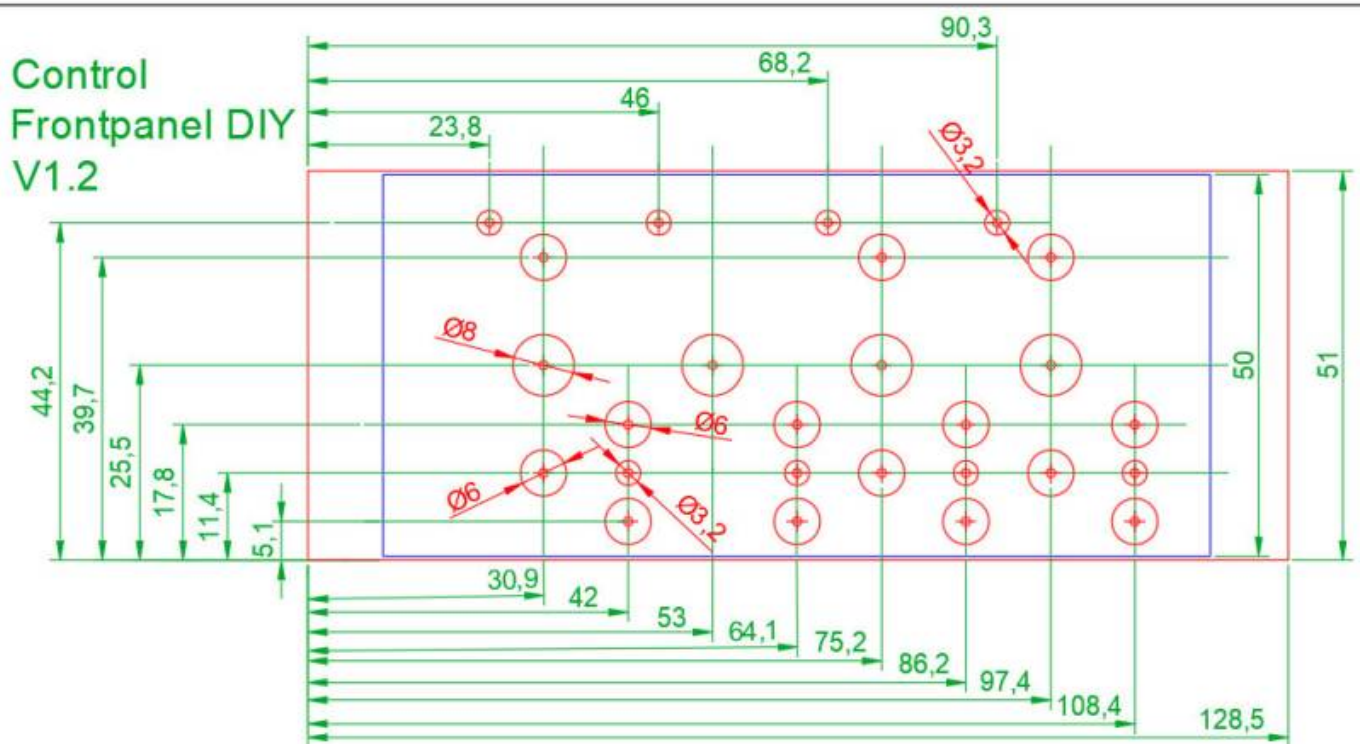 Control
Frontpanel DIY
V1.2
90,3
68,2
46
23,8
Ø3,2
44,2
39,7
25,5
17,8
11,4
5,1
Ø8
Ø6
Ø6
Ø3,2
50
51
30,9
42
53
64,1
75,2
86,2
97,4
108,4
128,5